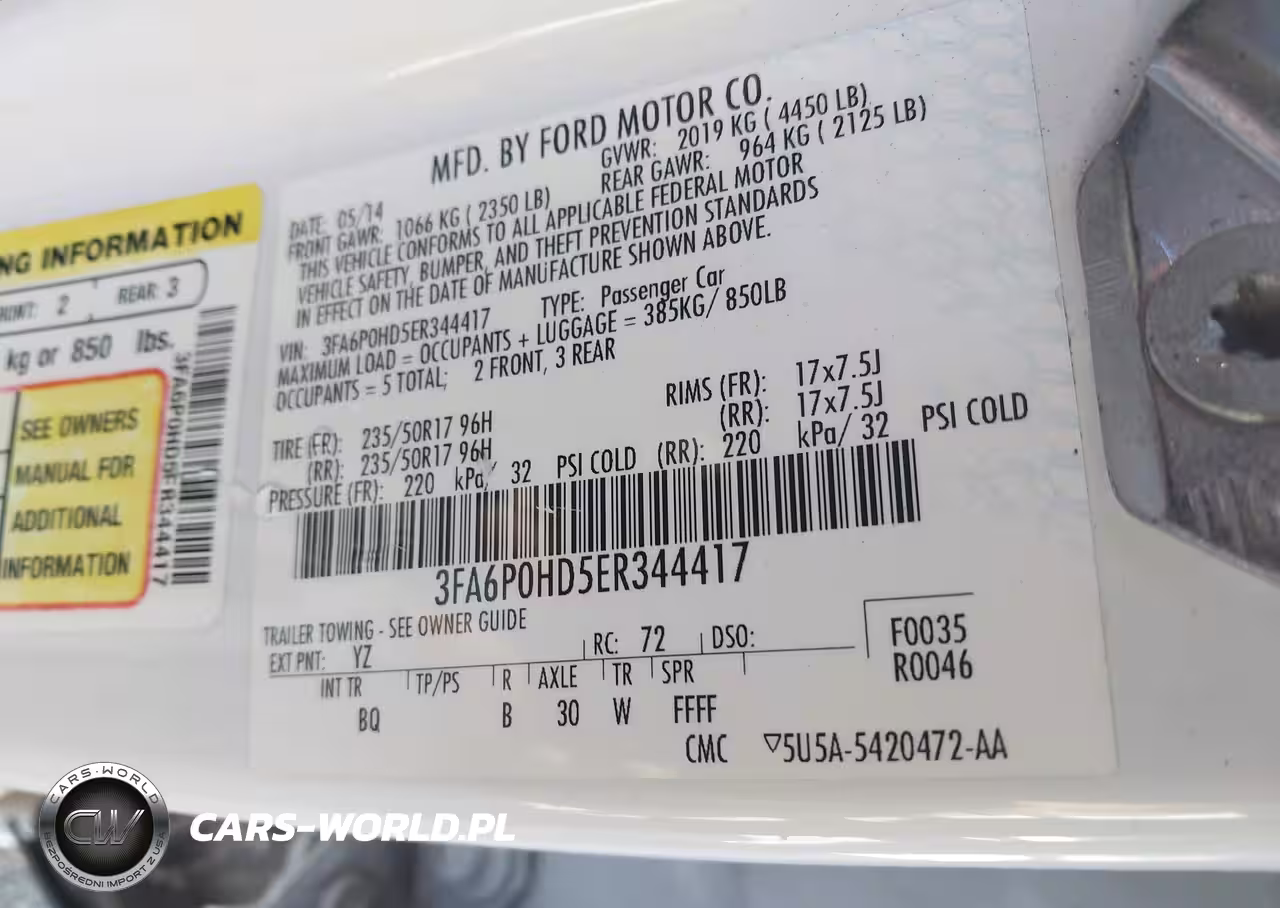 MFD. BY FORD MOTOR CO.
DATE: 05/14 GVWR: 2019 KG ( 4450 LB)
FRONT GAWR: 1066 KG ( 2350 LB) REAR GAWR: 964 KG ( 2125 LB)
THIS VEHICLE CONFORMS TO ALL APPLICABLE FEDERAL MOTOR
VEHICLE SAFETY, BUMPER, AND THEFT PREVENTION STANDARDS
IN EFFECT ON THE DATE OF MANUFACTURE SHOWN ABOVE.
VIN: 3FA6P0HD5ER344417 TYPE: Passenger Car
MAXIMUM LOAD = OCCUPANTS + LUGGAGE = 385KG/ 850LB
OCCUPANTS = 5 TOTAL; 2 FRONT, 3 REAR
RIMS (FR): 17x7.5J
TIRE (FR): 235/50R17 96H (RR): 17x7.5J
(RR): 235/50R17 96H
PRESSURE (FR): 220 kPa/ 32 PSI COLD (RR): 220 kPa/ 32 PSI COLD
3FA6P0HD5ER344417
TRAILER TOWING - SEE OWNER GUIDE
EXT PNT: YZ RC: 72 DSO:
F0035
R0046
INT TR TP/PS R AXLE TR SPR
BQ B 30 W FFFF
CMC ▽5U5A-5420472-AA
NG INFORMATION
RONT: 2 REAR: 3
kg or 850 lbs.
SEE OWNERS
MANUAL FOR
ADDITIONAL
INFORMATION
3FA6P0HD5ER344417
CARS-WORLD
CW
BEZPOŚREDNI IMPORT Z USA
CARS-WORLD.PL